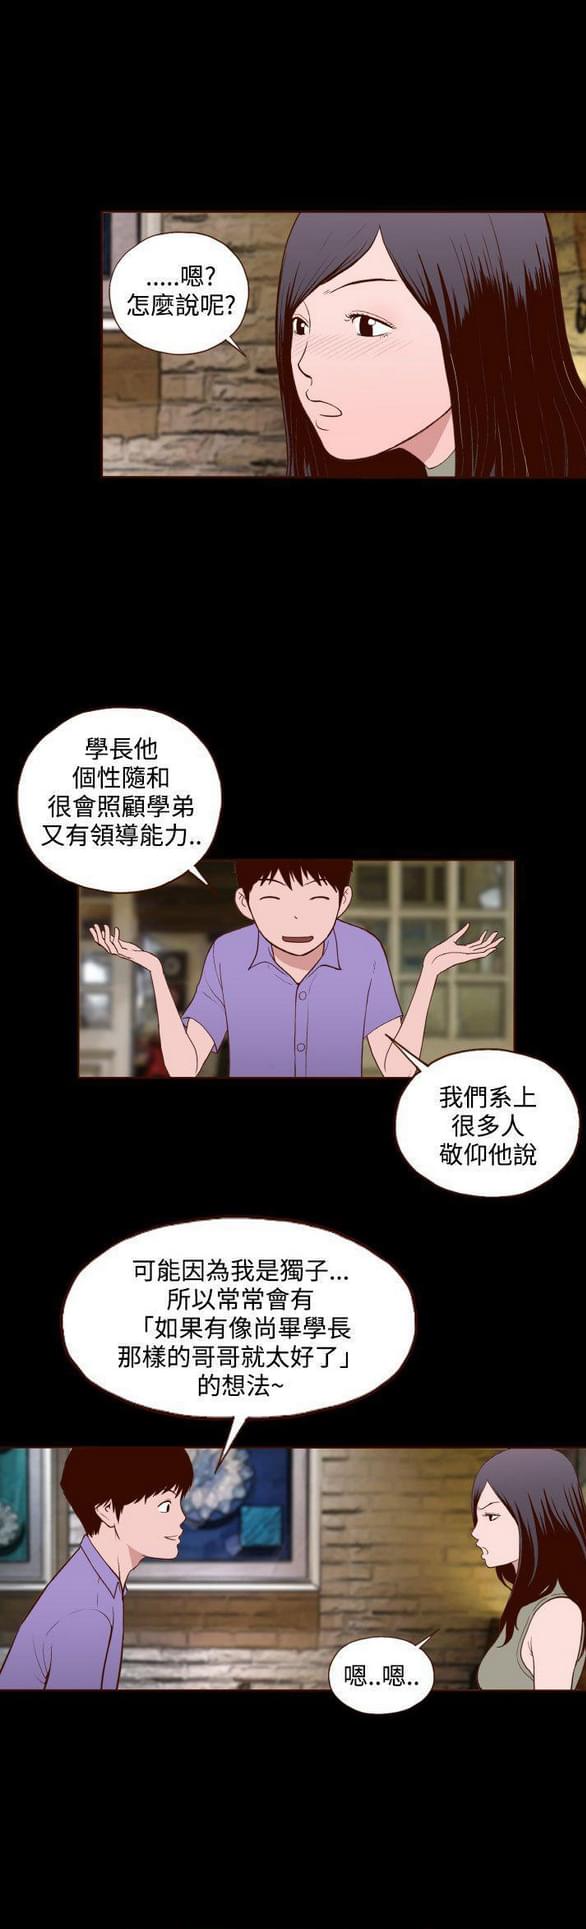 .....嗯?
怎麼說呢?
學長他
個性隨和
很會照顧學弟
又有領導能力..
我們系上
很多人
敬仰他說
可能因為我是獨子...
所以常常會有
「如果有像尚畢學長
那樣的哥哥就太好了」
的想法~
嗯..嗯..